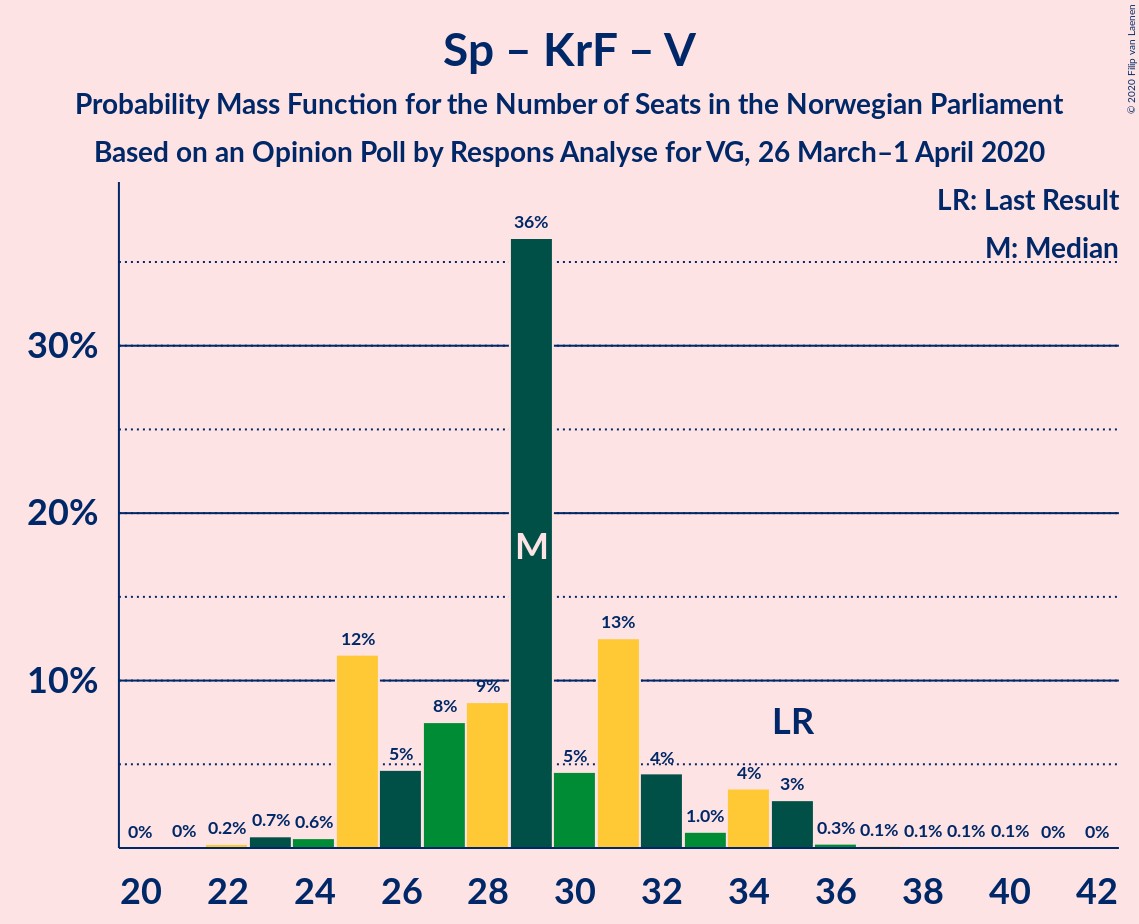 Sp – KrF – V
Probability Mass Function for the Number of Seats in the Norwegian Parliament
Based on an Opinion Poll by Respons Analyse for VG, 26 March–1 April 2020
© 2020 Filip van Laenen
LR: Last Result
M: Median
30%
20%
10%
0%
0%
0.2%
0.7%
0.6%
12%
5%
8%
9%
36%
M
5%
13%
4%
1.0%
4%
LR
3%
0.3%
0.1%
0.1%
0.1%
0.1%
0%
0%
20 22 24 26 28 30 32 34 36 38 40 42